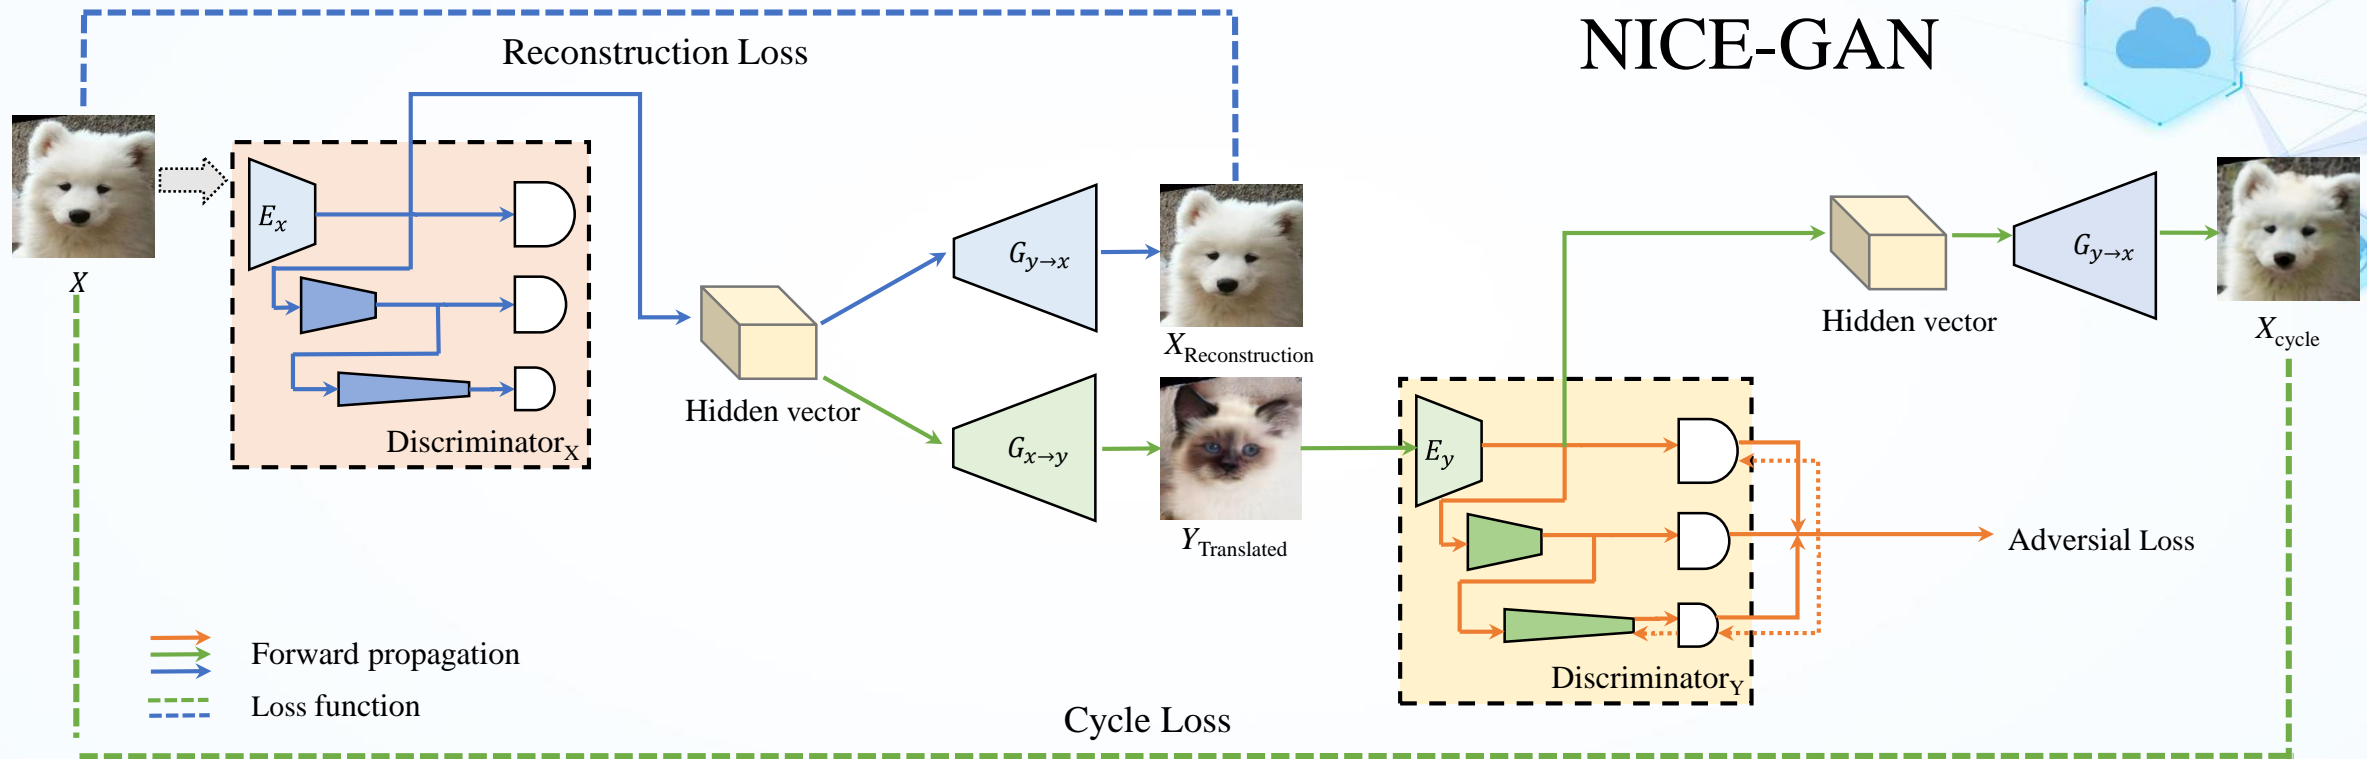 NICE-GAN
Reconstruction Loss
X
E_x
Discriminator_X
Hidden vector
G_{y→x}
X_Reconstruction
G_{x→y}
Y_Translated
E_y
Discriminator_Y
Hidden vector
G_{y→x}
X_cycle
Adversial Loss
Forward propagation
Loss function
Cycle Loss